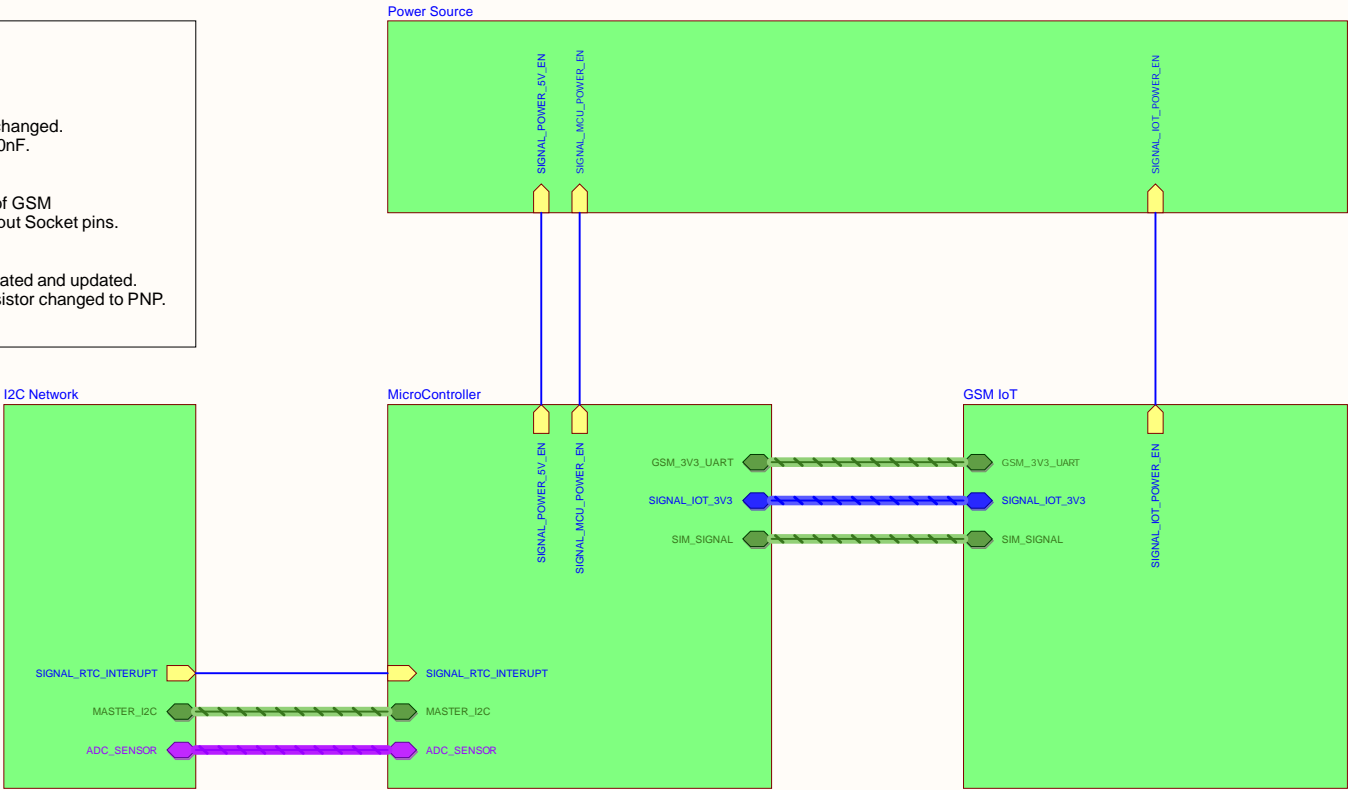 Power Source
SIGNAL_POWER_5V_EN
SIGNAL_MCU_POWER_EN
SIGNAL_IOT_POWER_EN
changed.
0nF.
of GSM
out Socket pins.
ated and updated.
sistor changed to PNP.
I2C Network
SIGNAL_RTC_INTERUPT
MASTER_I2C
ADC_SENSOR
MicroController
SIGNAL_POWER_5V_EN
SIGNAL_MCU_POWER_EN
GSM_3V3_UART
SIGNAL_IOT_3V3
SIM_SIGNAL
SIGNAL_RTC_INTERUPT
MASTER_I2C
ADC_SENSOR
GSM IoT
GSM_3V3_UART
SIGNAL_IOT_3V3
SIM_SIGNAL
SIGNAL_IOT_POWER_EN